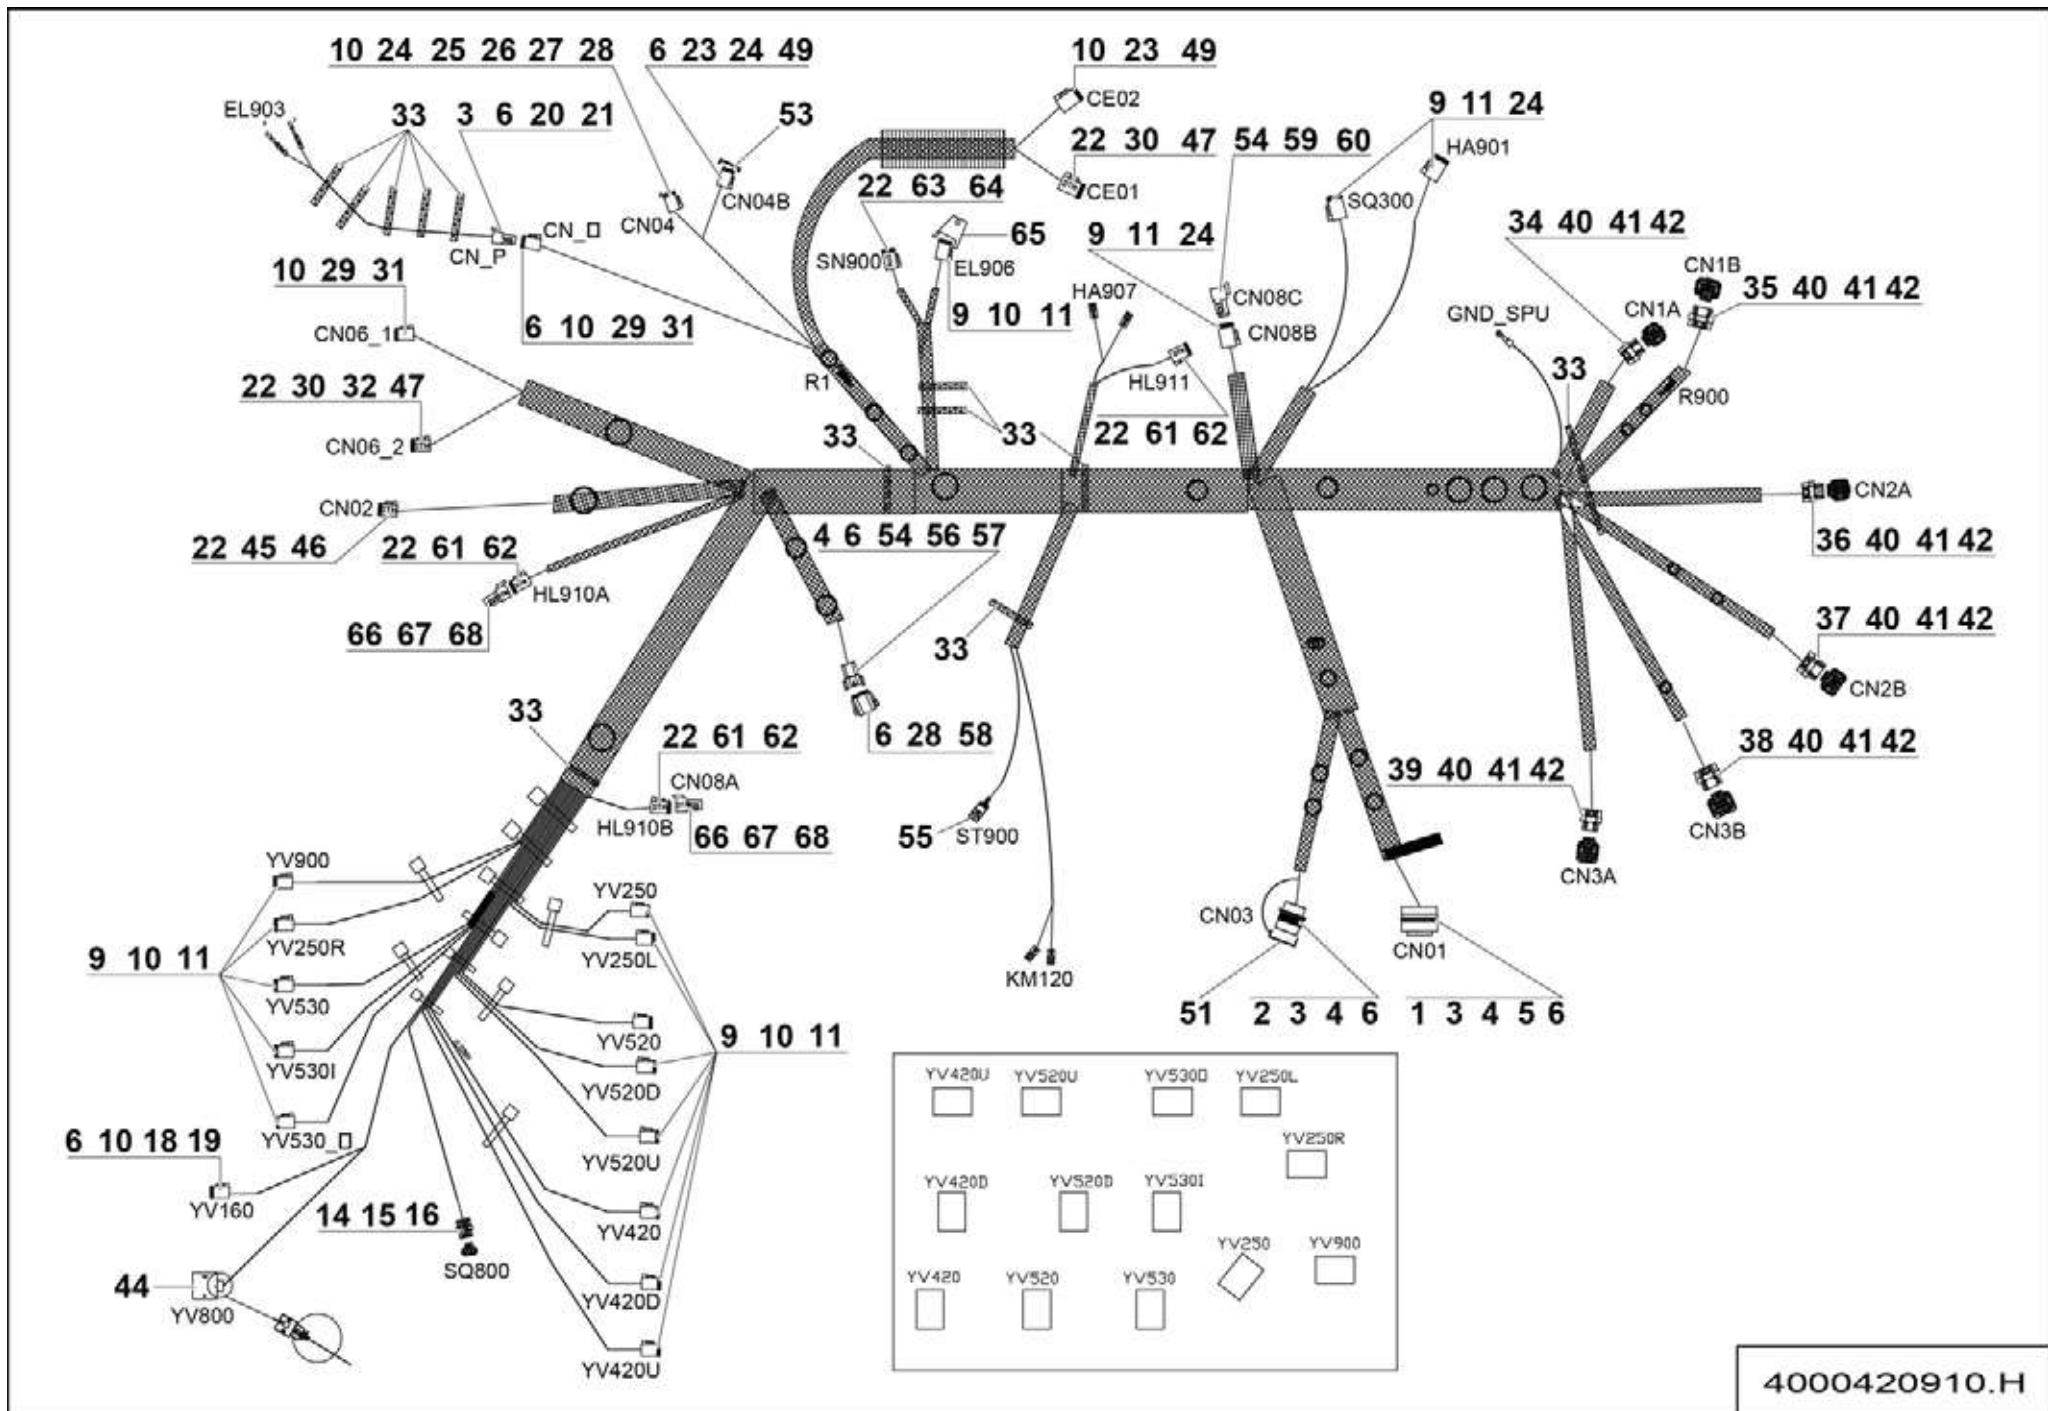 10 24 25 26 27 28
6 23 24 49
10 23 49
CE02
9 11 24
EL903
33
3 6 20 21
53
22 30 47
54 59 60
HA901
CN04B
CE01
22 63 64
SQ300
CN04
CN_P
CN_□
SN900
EL906
65
9 11 24
34 40 41 42
CN1B
35 40 41 42
10 29 31
CN06_1
6 10 29 31
9 10 11
HA907
CN08C
CN08B
GND_SPU
CN1A
R1
HL911
33
R900
22 30 32 47
CN06_2
33
33
22 61 62
CN02
CN2A
22 45 46
22 61 62
4 6 54 56 57
36 40 41 42
HL910A
66 67 68
33
37 40 41 42
CN2B
33
22 61 62
6 28 58
38 40 41 42
CN08A
39 40 41 42
HL910B
66 67 68
55
ST900
CN3B
CN3A
YV900
YV250
CN03
CN01
YV250R
YV250L
9 10 11
KM120
YV530
51
2 3 4 6
1 3 4 5 6
YV520
9 10 11
YV530I
YV520D
YV530_□
6 10 18 19
YV520U
YV160
14 15 16
YV420
SQ800
44
YV800
YV420D
YV420U
YV420U YV520U YV530D YV250L
YV250R
YV420D YV520D YV530I
YV250 YV900
YV420 YV520 YV530
4000420910.H